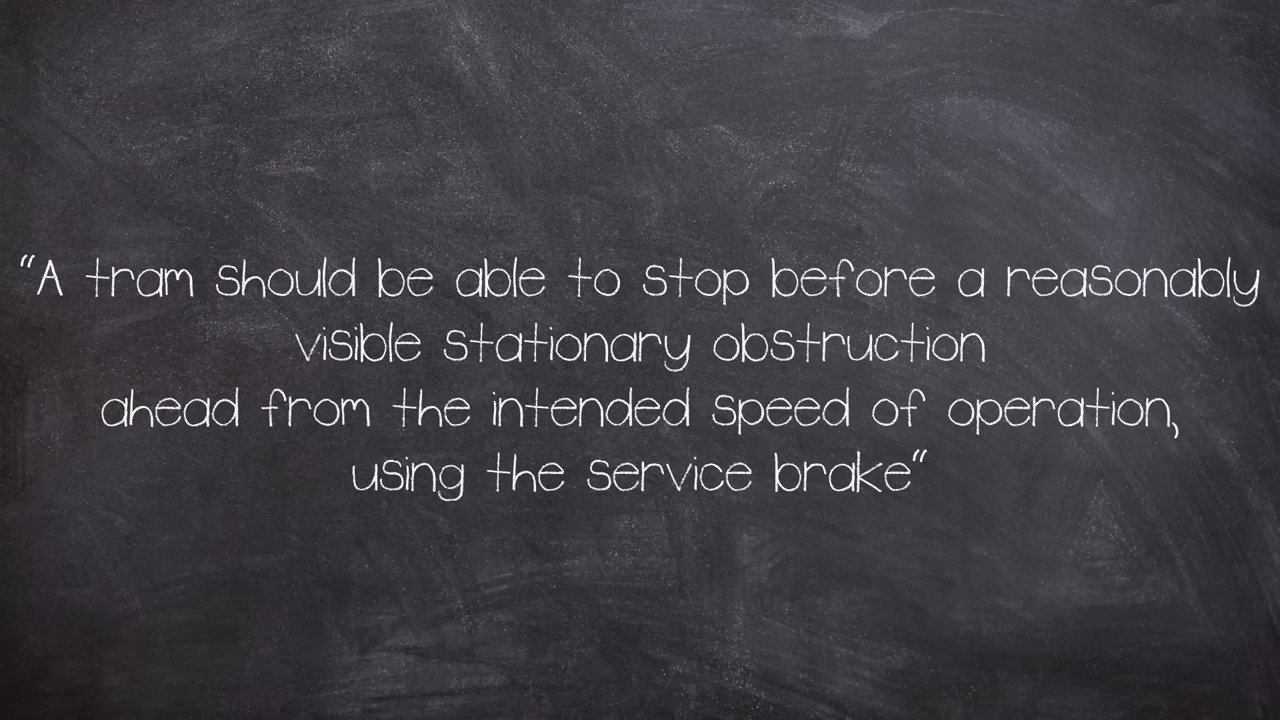 “A tram should be able to stop before a reasonably
visible stationary obstruction
ahead from the intended speed of operation,
using the service brake“